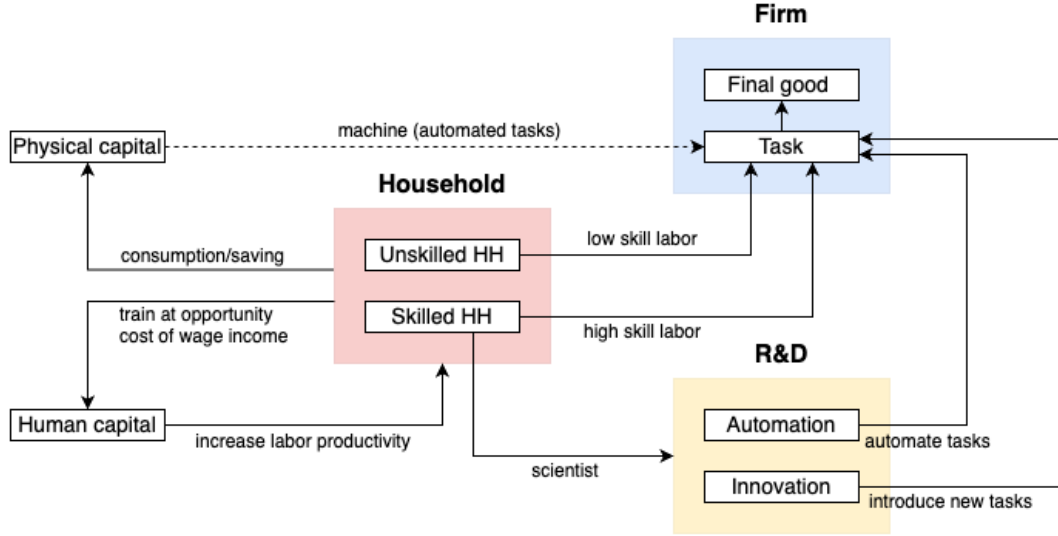 Firm
Final good
machine (automated tasks)
Physical capital
Task
Household
low skill labor
Unskilled HH
consumption/saving
train at opportunity
cost of wage income
Skilled HH
high skill labor
R&D
Human capital
increase labor productivity
Automation
automate tasks
scientist
Innovation
introduce new tasks